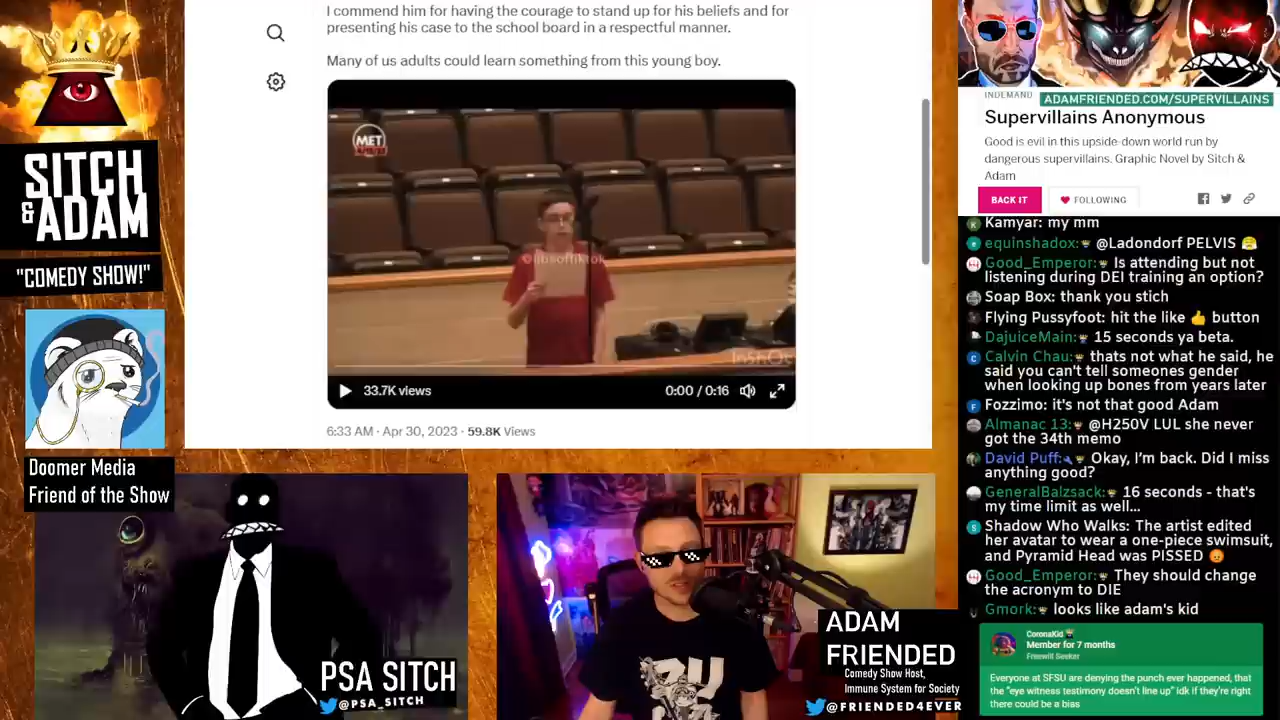 I commend him for having the courage to stand up for his beliefs and for
presenting his case to the school board in a respectful manner.
Many of us adults could learn something from this young boy.
MET
@libsoftiktok
InShOt
33.7K views
0:00 / 0:16
6:33 AM · Apr 30, 2023 · 59.8K Views
SITCH
& ADAM
"COMEDY SHOW!"
Doomer Media
Friend of the Show
PSA SITCH
@PSA_SITCH
ADAM
FRIENDED
Comedy Show Host,
Immune System for Society
@FRIENDED4EVER
INDEMAND
ADAMFRIENDED.COM/SUPERVILLAINS
Supervillains Anonymous
Good is evil in this upside-down world run by
dangerous supervillains. Graphic Novel by Sitch &
Adam
BACK IT
FOLLOWING
Kamyar: my mm
equinshadox: @Ladondorf PELVIS 😤
Good_Emperor: Is attending but not
listening during DEI training an option?
Soap Box: thank you stich
Flying Pussyfoot: hit the like 👍 button
DajuiceMain: 15 seconds ya beta.
Calvin Chau: thats not what he said, he
said you can't tell someones gender
when looking up bones from years later
Fozzimo: it's not that good Adam
Almanac 13: @H250V LUL she never
got the 34th memo
David Puff: Okay, I'm back. Did I miss
anything good?
GeneralBalzsack: 16 seconds - that's
my time limit as well...
Shadow Who Walks: The artist edited
her avatar to wear a one-piece swimsuit,
and Pyramid Head was PISSED 😡
Good_Emperor: They should change
the acronym to DIE
Gmork: looks like adam's kid
CoronaKid
Member for 7 months
Freewill Seeker
Everyone at SFSU are denying the punch ever happened, that
the "eye witness testimony doesn't line up" idk if they're right
there could be a bias